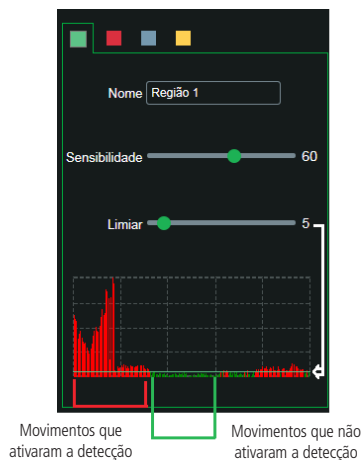 Nome Região 1
Sensibilidade 60
Limiar 5
Movimentos que
ativaram a detecção
Movimentos que não
ativaram a detecção